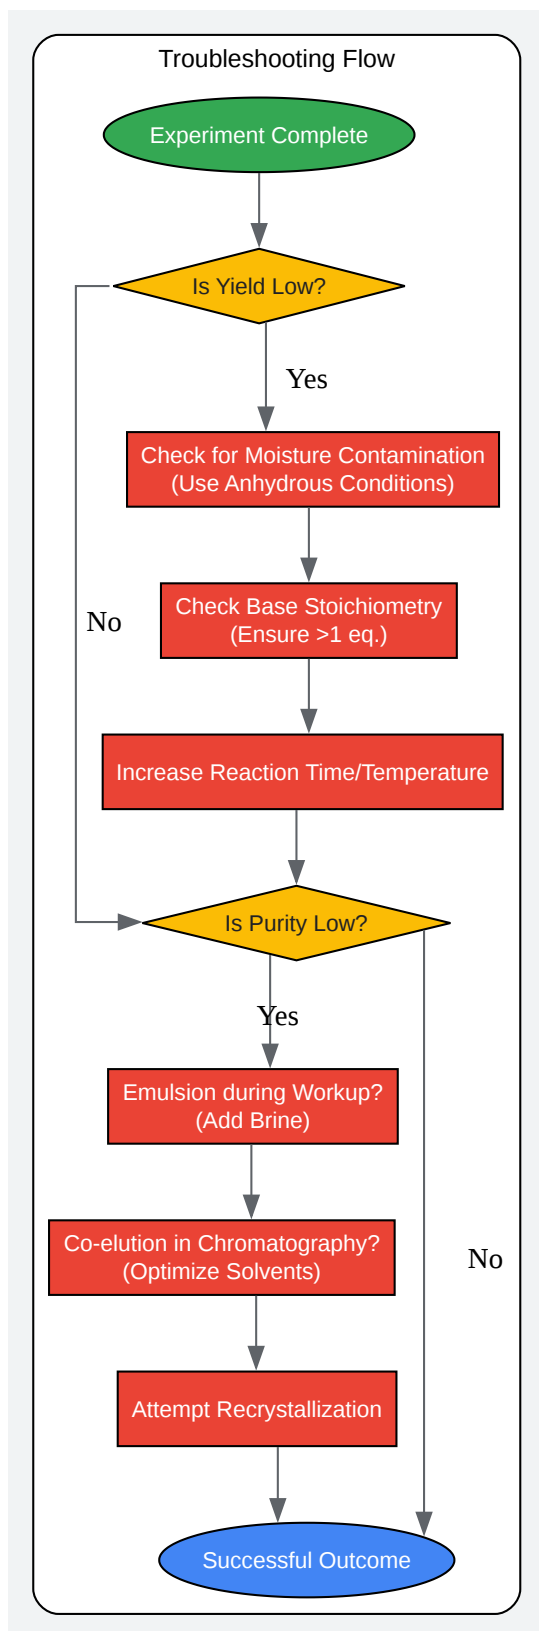 Troubleshooting Flow
Experiment Complete
Is Yield Low?
Yes
Check for Moisture Contamination
(Use Anhydrous Conditions)
Check Base Stoichiometry
(Ensure >1 eq.)
No
Increase Reaction Time/Temperature
Is Purity Low?
Yes
Emulsion during Workup?
(Add Brine)
Co-elution in Chromatography?
(Optimize Solvents)
No
Attempt Recrystallization
Successful Outcome